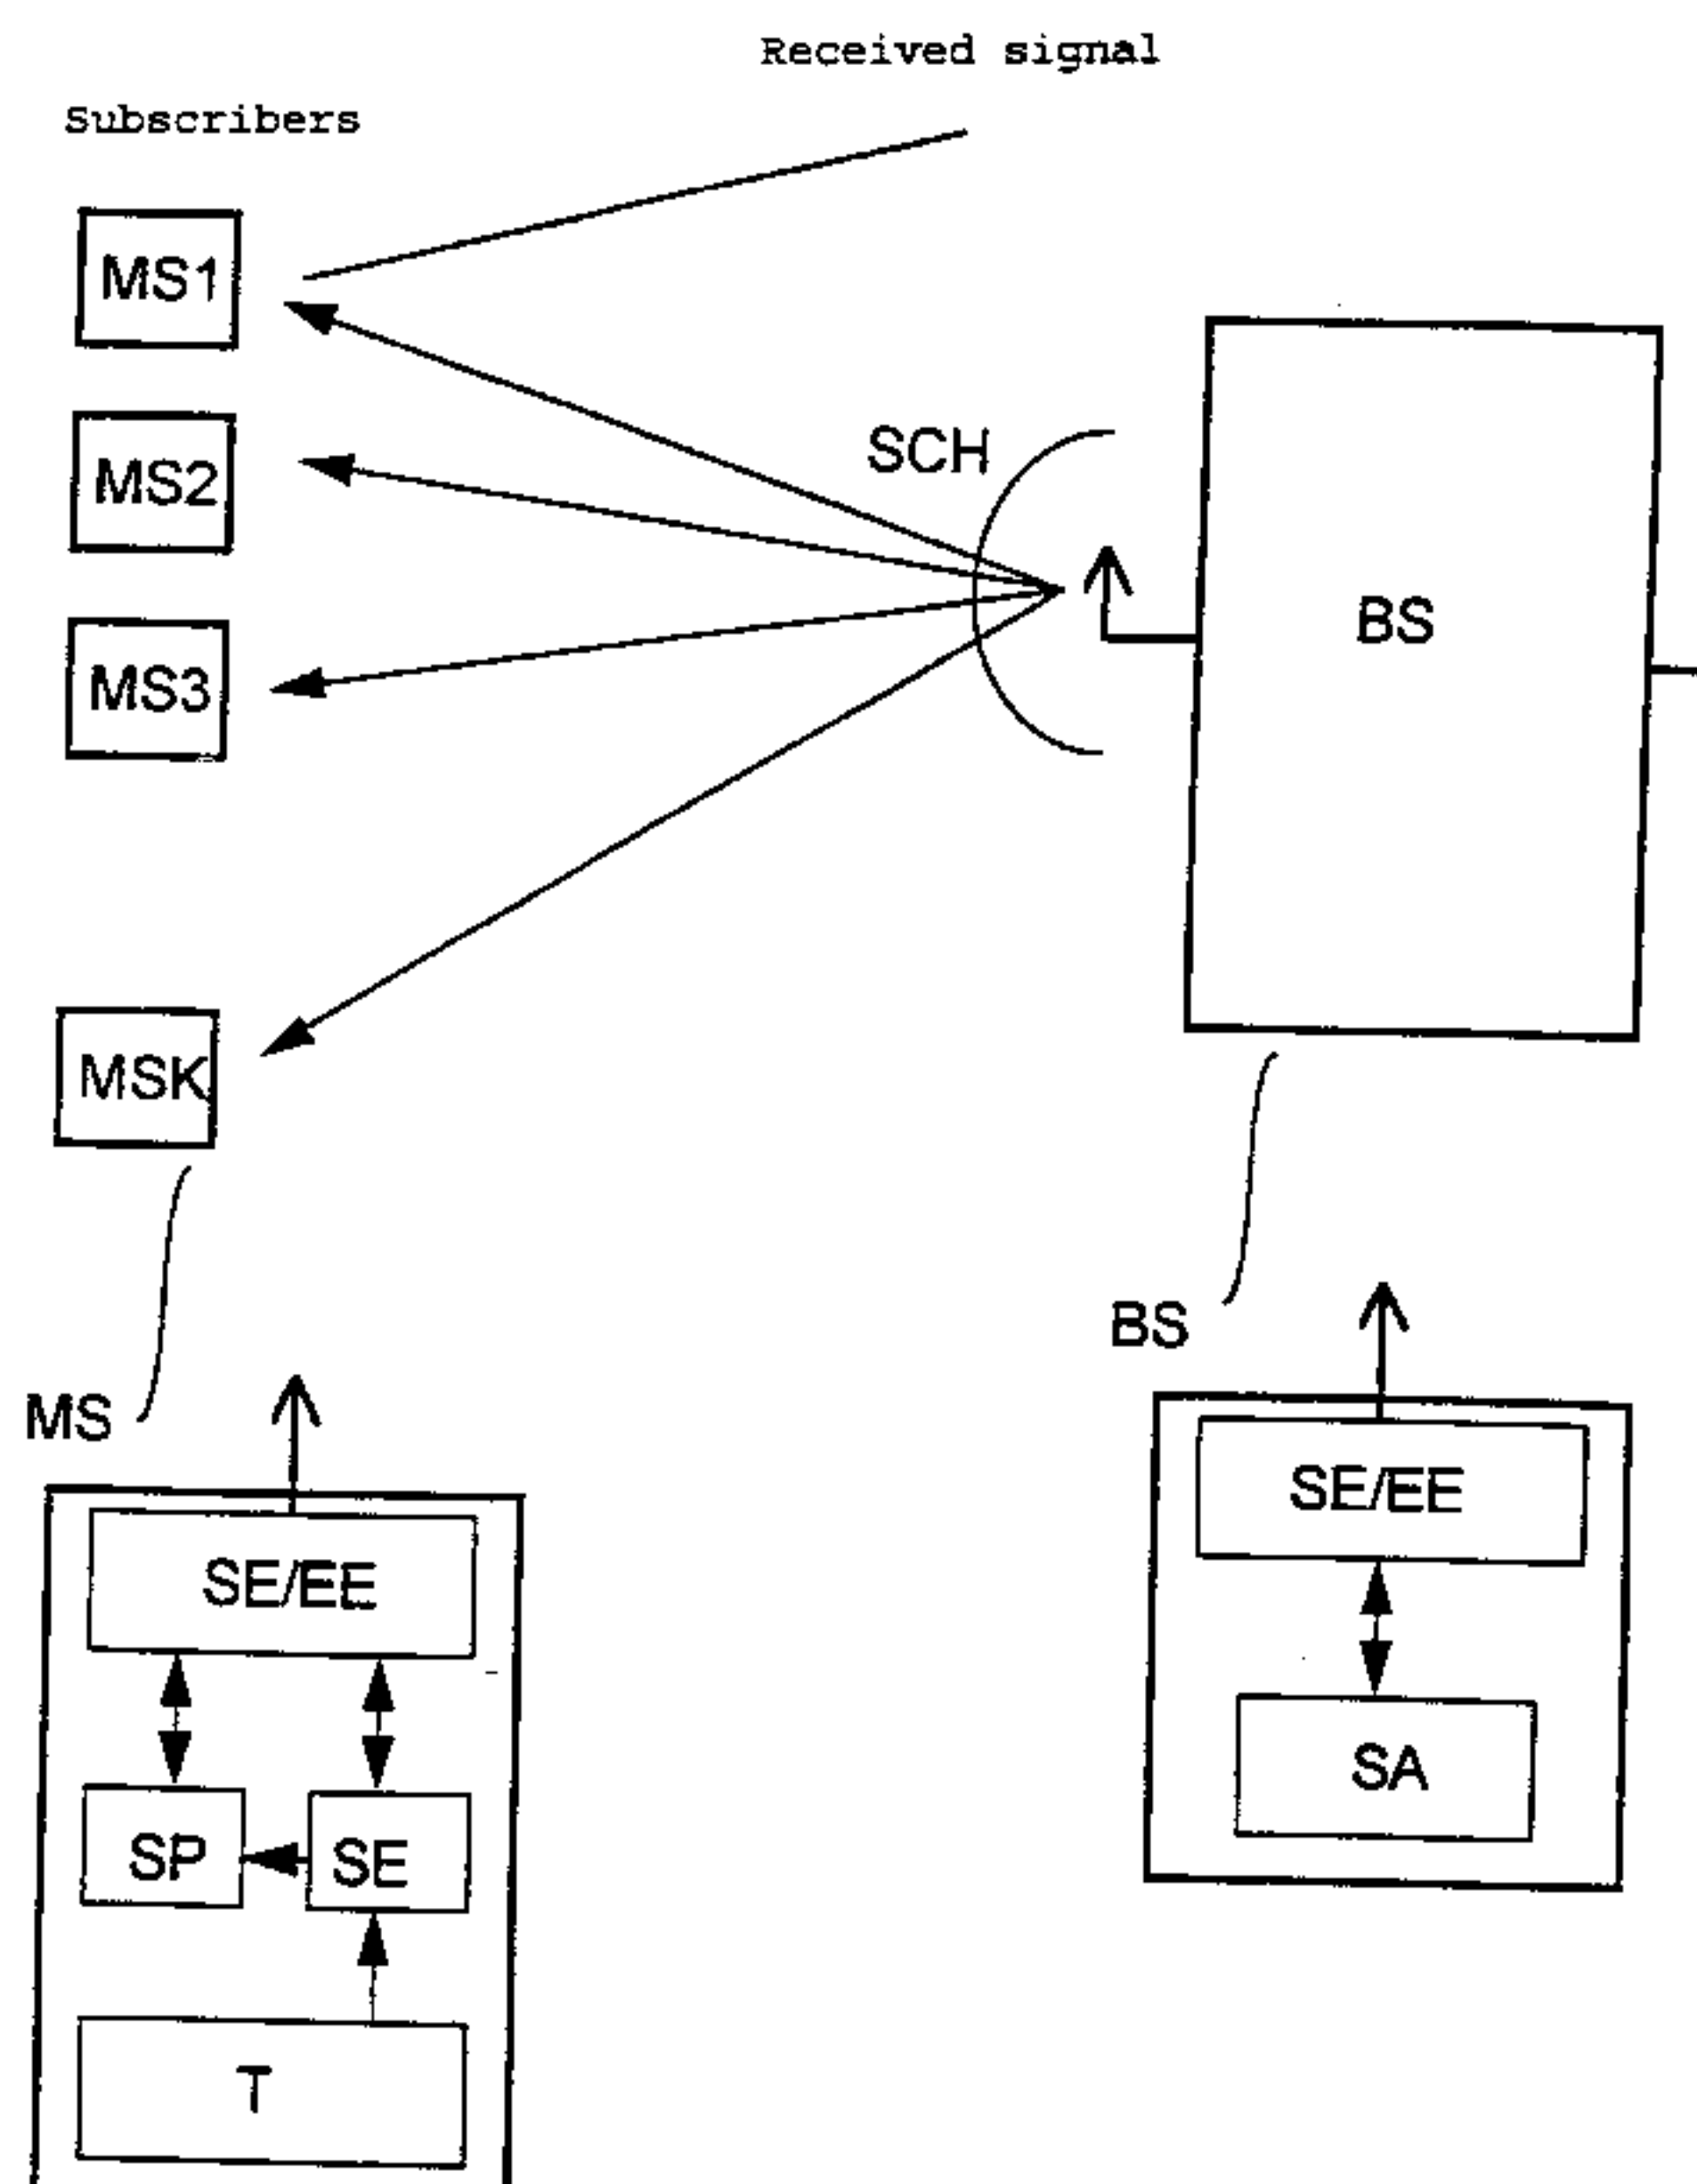 Received signal
Subscribers
MS1
MS2
SCH
BS
MS3
MSK
BS
MS
SE/EE
SE/EE
SA
SP
SE
T